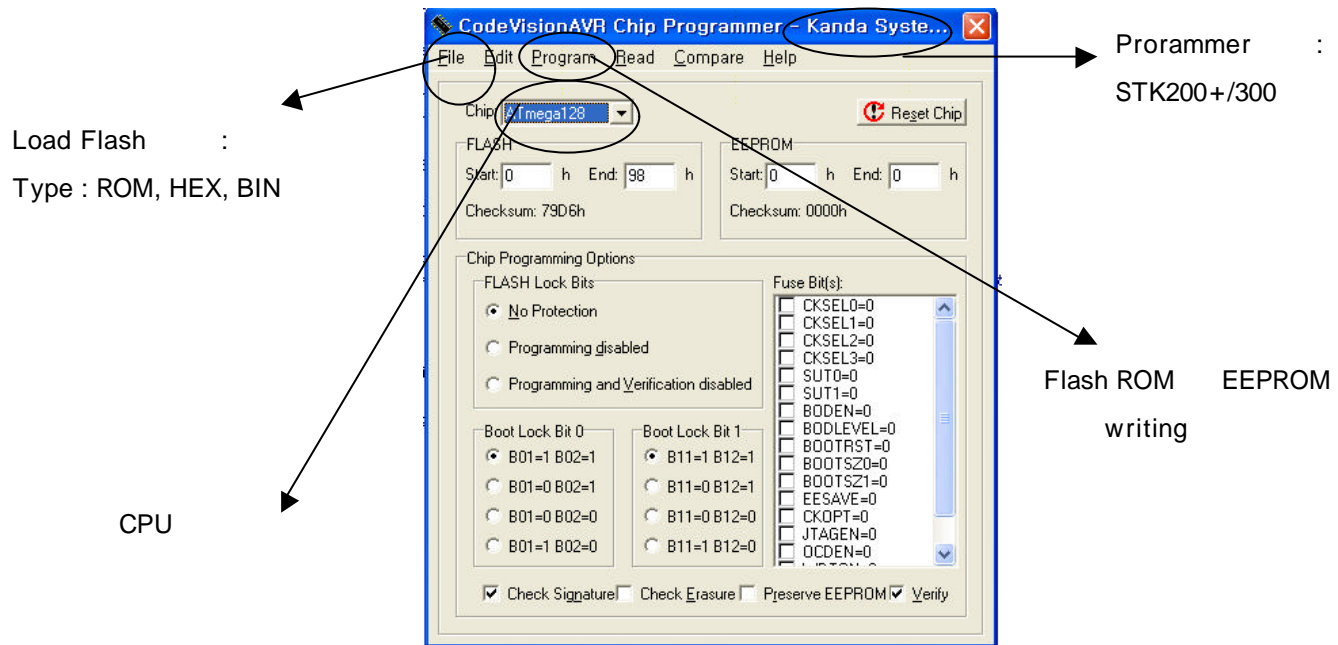 CodeVisionAVR Chip Programmer - Kanda Syste...
File Edit Program Read Compare Help
Prorammer :
STK200+/300
Load Flash :
Type : ROM, HEX, BIN
Chip: ATmega128
Reset Chip
FLASH
Start: 0 h End: 98 h
Checksum: 79D6h
EEPROM
Start: 0 h End: 0 h
Checksum: 0000h
Chip Programming Options
FLASH Lock Bits
No Protection
Programming disabled
Programming and Verification disabled
Fuse Bit(s):
CKSEL0=0
CKSEL1=0
CKSEL2=0
CKSEL3=0
SUT0=0
SUT1=0
BODEN=0
BODLEVEL=0
BOOTRST=0
BOOTSZ0=0
BOOTSZ1=0
EESAVE=0
CKOPT=0
JTAGEN=0
OCDEN=0
Flash ROM EEPROM
writing
Boot Lock Bit 0
B01=1 B02=1
B01=0 B02=1
B01=0 B02=0
B01=1 B02=0
Boot Lock Bit 1
B11=1 B12=1
B11=0 B12=1
B11=0 B12=0
B11=1 B12=0
CPU
Check Signature Check Erasure Preserve EEPROM Verify